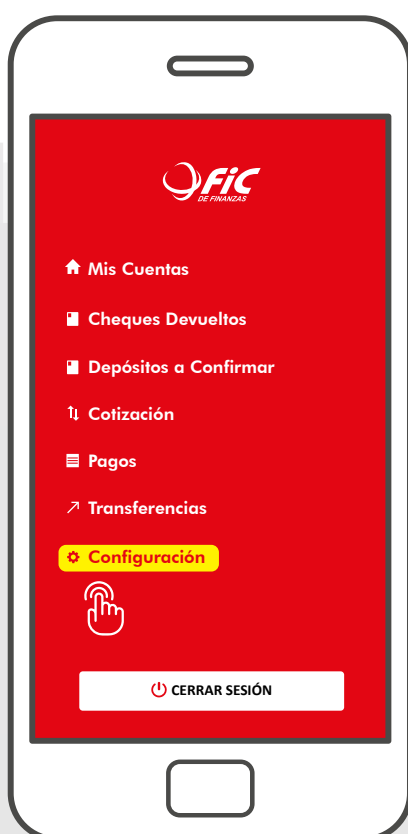 FiC
DE FINANZAS
Mis Cuentas
Cheques Devueltos
Depósitos a Confirmar
Cotización
Pagos
Transferencias
Configuración
CERRAR SESIÓN